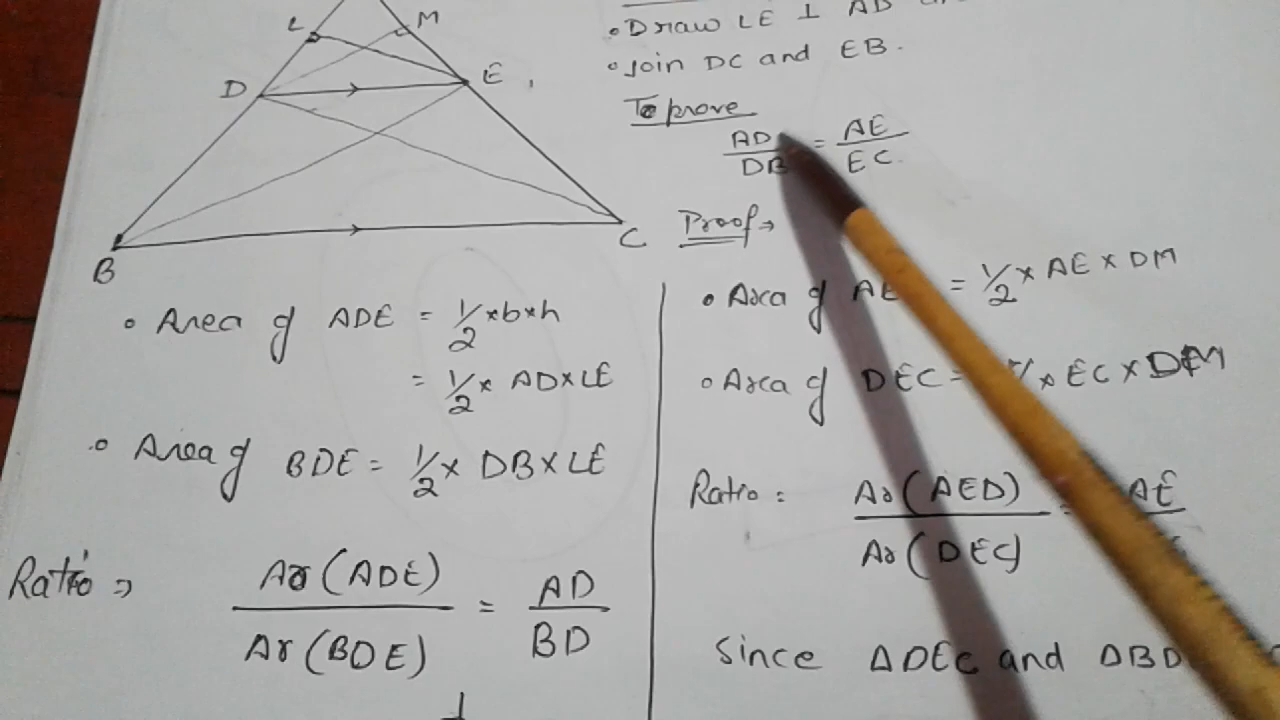 L M
• Draw LE ⊥ AD
• Join DC and EB.
D E,
B C
To prove
AD/DB = AE/EC.
Proof →
• Area of ADE = 1/2 × b × h
= 1/2 × AD × LE
• Area of BDE = 1/2 × DB × LE
Ratio ⇒ Ar(ADE)/Ar(BDE) = AD/BD
• Area of = 1/2 × AE × DM
• Area of DEC = × EC × DM
Ratio = Ar(AED)/Ar(DEC) = AE
Since ΔDEC and